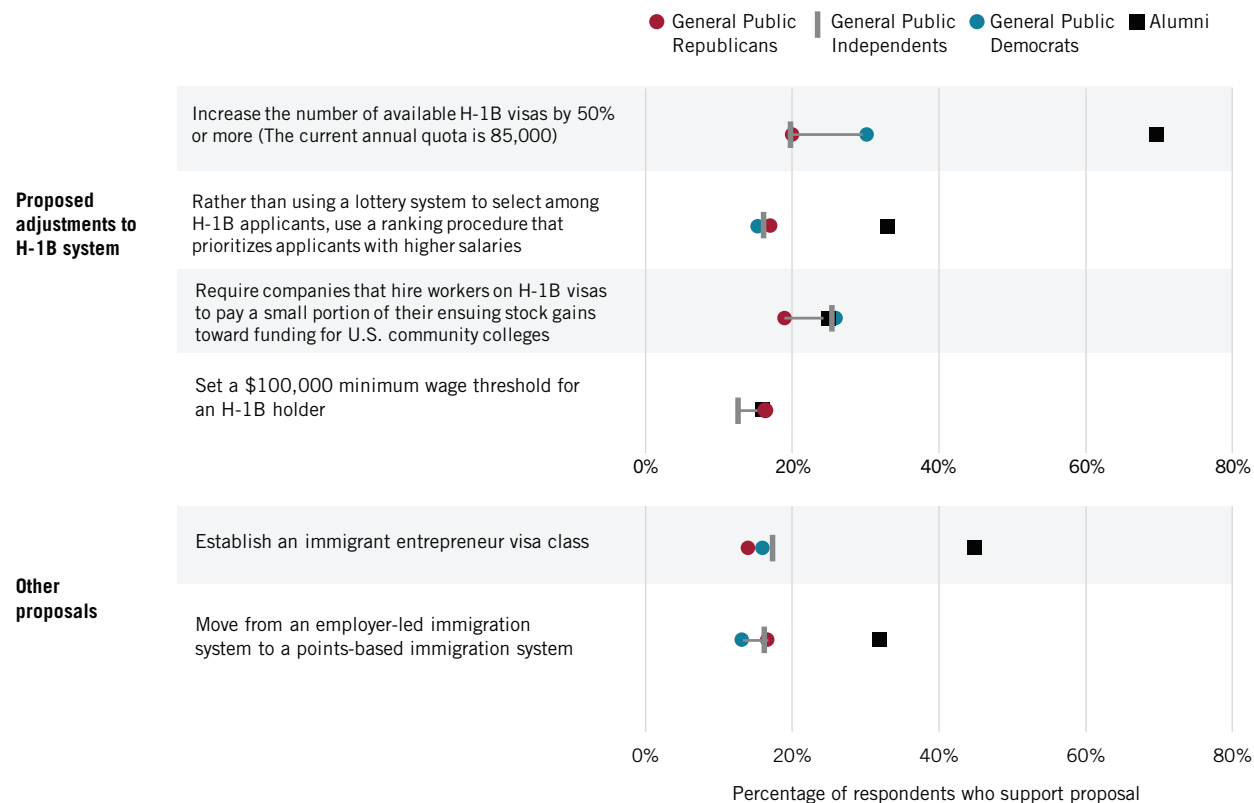 General Public
Republicans
General Public
Independents
General Public
Democrats
Alumni
Proposed
adjustments to
H-1B system
Increase the number of available H-1B visas by 50%
or more (The current annual quota is 85,000)
Rather than using a lottery system to select among
H-1B applicants, use a ranking procedure that
prioritizes applicants with higher salaries
Require companies that hire workers on H-1B visas
to pay a small portion of their ensuing stock gains
toward funding for U.S. community colleges
Set a $100,000 minimum wage threshold for
an H-1B holder
0% 20% 40% 60% 80%
Other
proposals
Establish an immigrant entrepreneur visa class
Move from an employer-led immigration
system to a points-based immigration system
0% 20% 40% 60% 80%
Percentage of respondents who support proposal